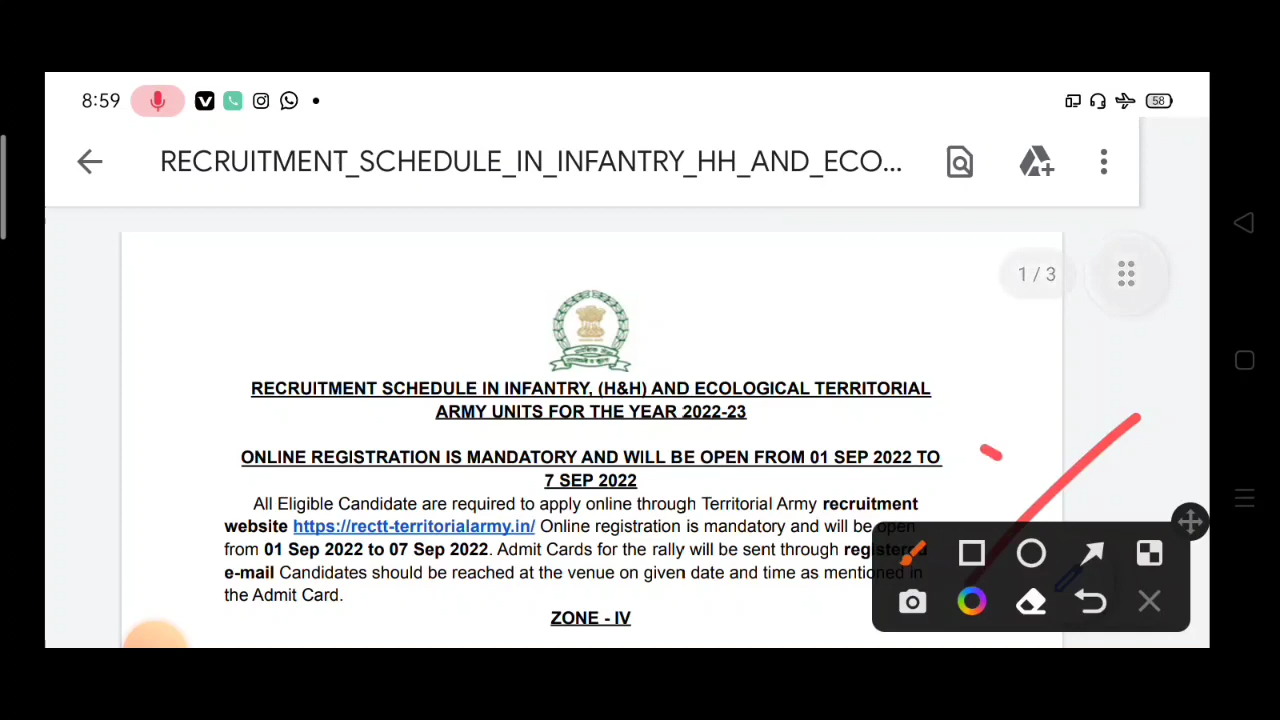 8:59
58
RECRUITMENT_SCHEDULE_IN_INFANTRY_HH_AND_ECO...
1 / 3
RECRUITMENT SCHEDULE IN INFANTRY, (H&H) AND ECOLOGICAL TERRITORIAL
ARMY UNITS FOR THE YEAR 2022-23
ONLINE REGISTRATION IS MANDATORY AND WILL BE OPEN FROM 01 SEP 2022 TO
7 SEP 2022
All Eligible Candidate are required to apply online through Territorial Army recruitment
website https://rectt-territorialarmy.in/ Online registration is mandatory and will be open
from 01 Sep 2022 to 07 Sep 2022. Admit Cards for the rally will be sent through registered
e-mail Candidates should be reached at the venue on given date and time as mentioned in
the Admit Card.
ZONE - IV